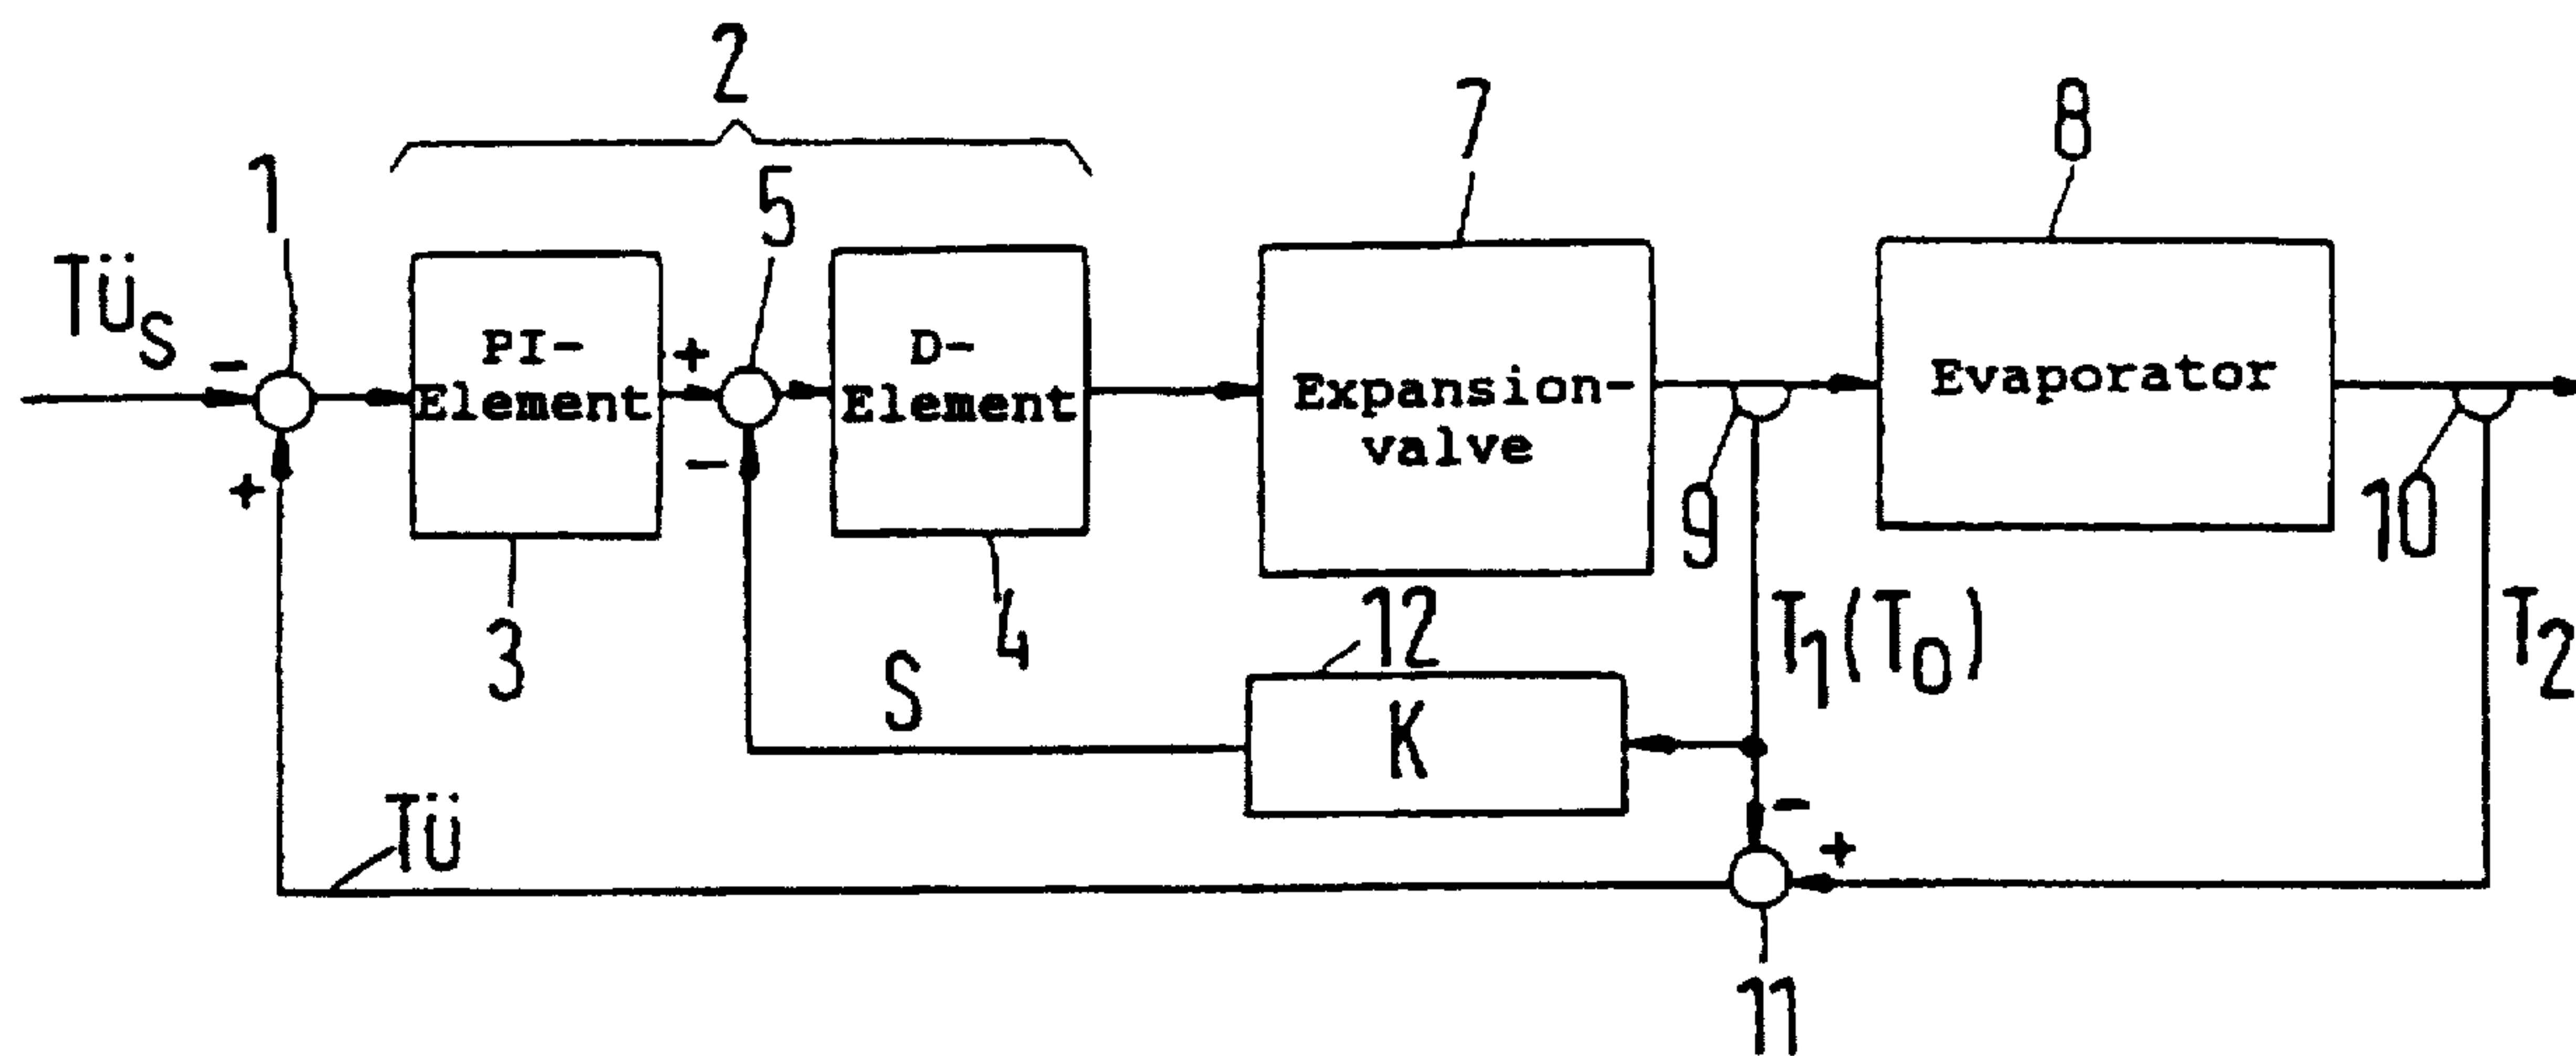 2
7
8
1
5
TÜS
-
PI-
Element
+
-
D-
Element
Expansion-
valve
Evaporator
+
9
10
3
4
12
T1(T0)
T2
S
K
-
+
Tü
11